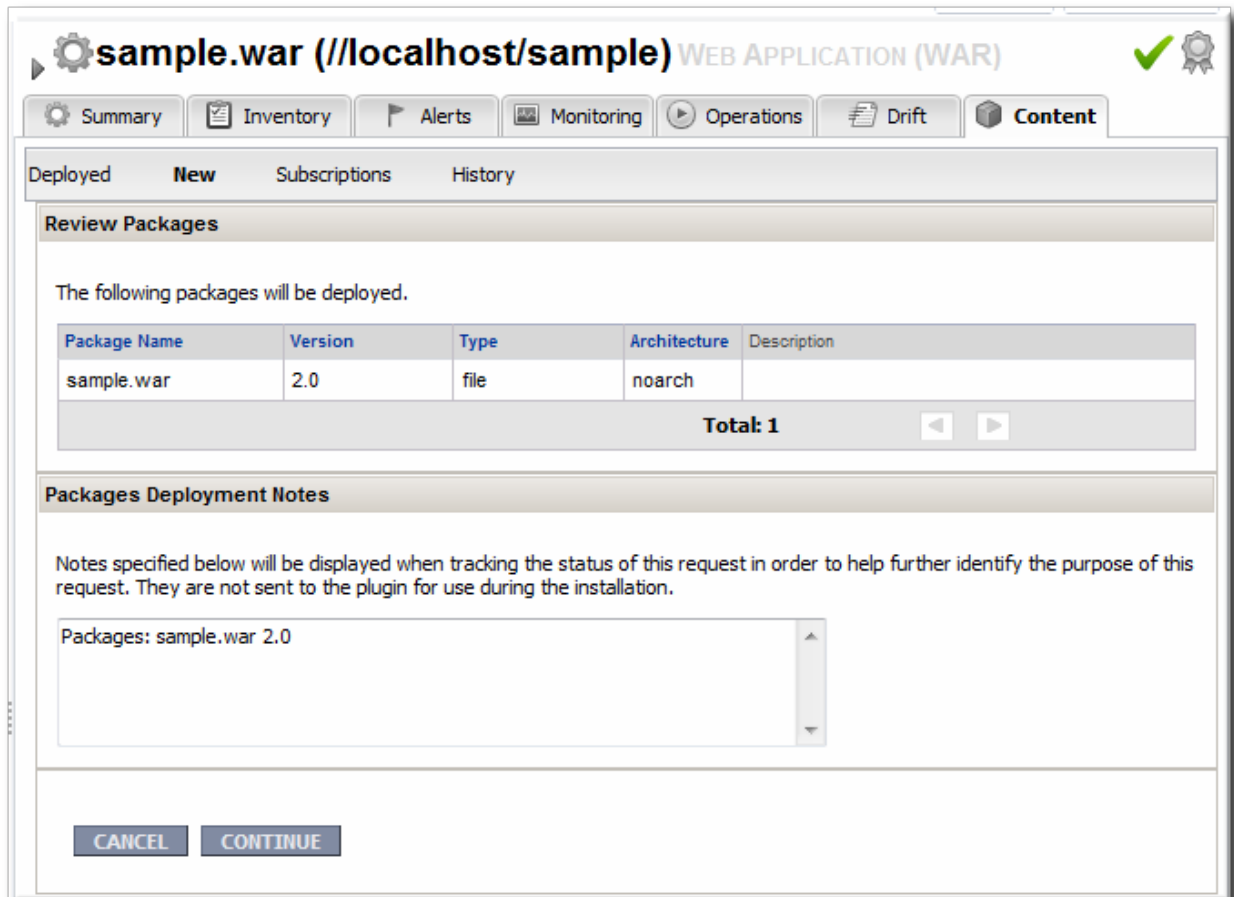 sample.war (//localhost/sample) WEB APPLICATION (WAR)
Summary Inventory Alerts Monitoring Operations Drift Content
Deployed New Subscriptions History
Review Packages
The following packages will be deployed.
Package Name Version Type Architecture Description
sample.war 2.0 file noarch
Total: 1
Packages Deployment Notes
Notes specified below will be displayed when tracking the status of this request in order to help further identify the purpose of this
request. They are not sent to the plugin for use during the installation.
Packages: sample.war 2.0
CANCEL CONTINUE